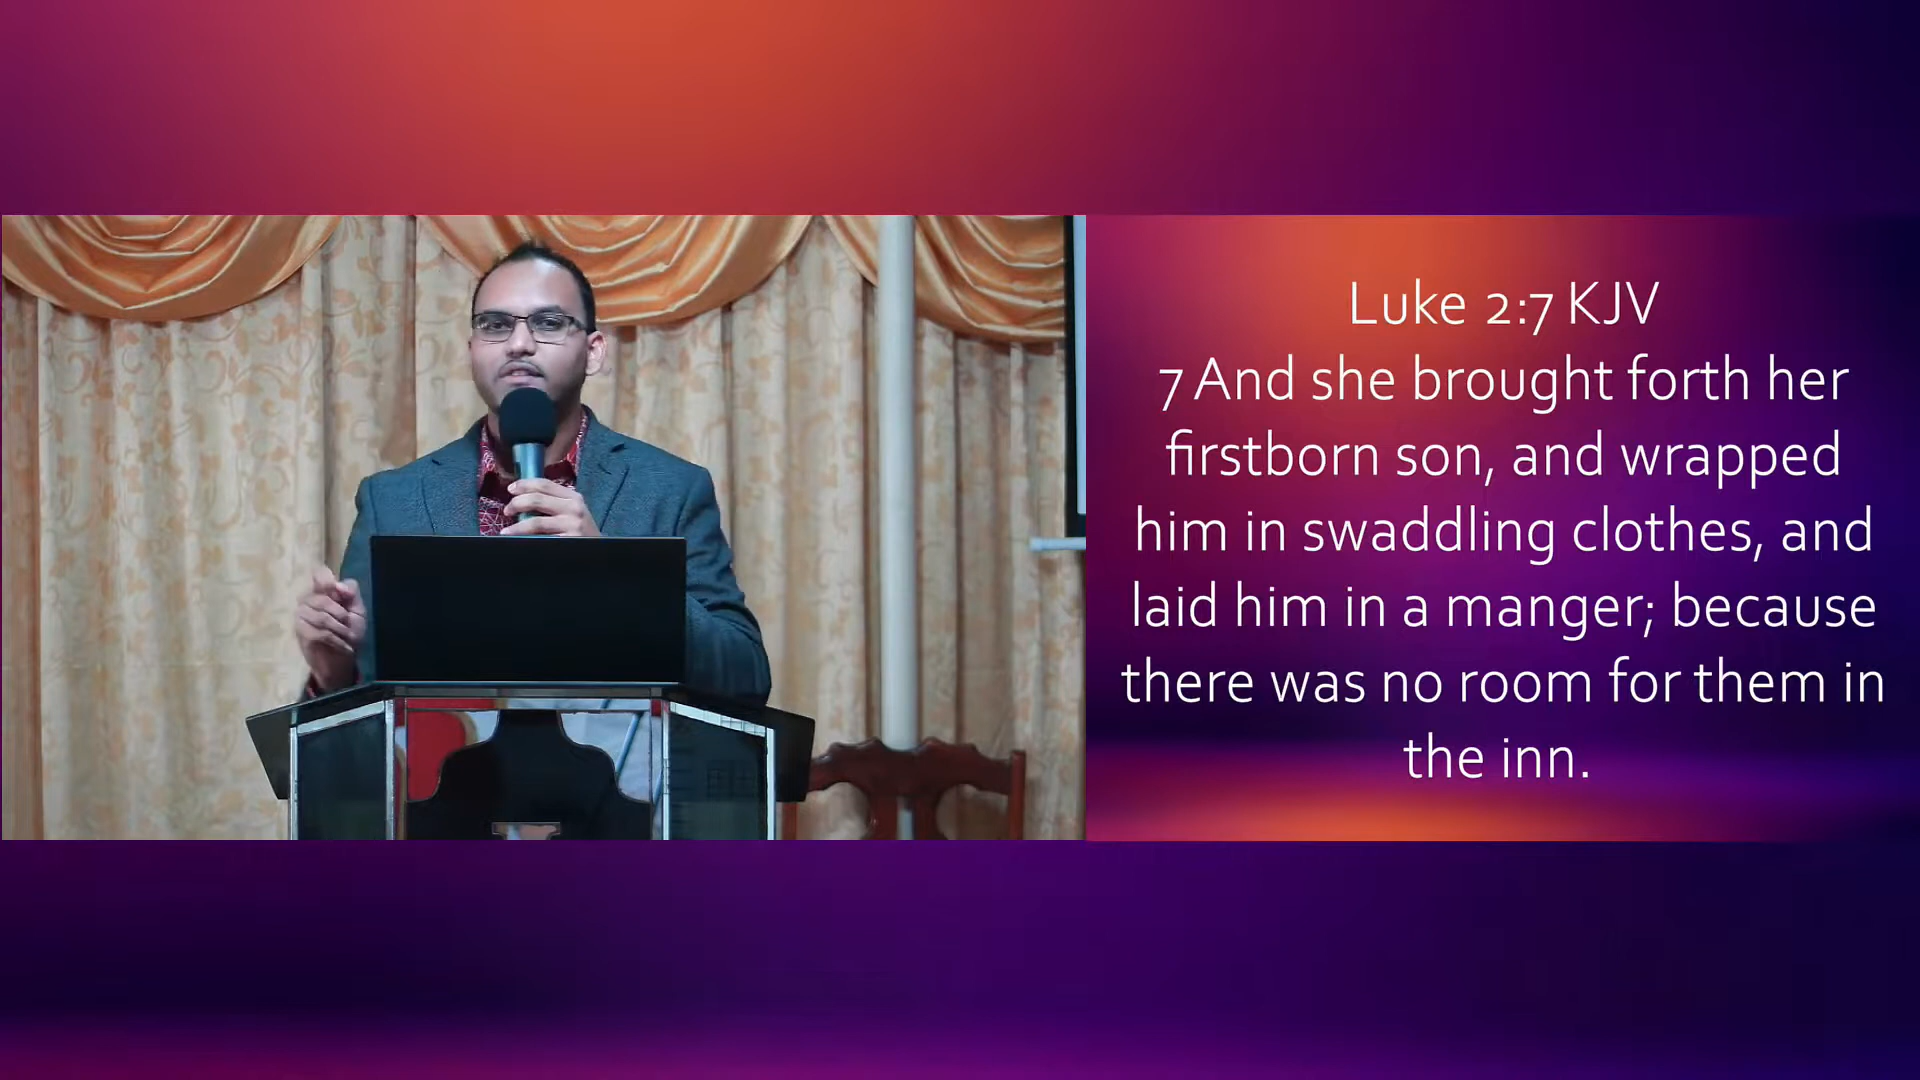 Luke 2:7 KJV
7 And she brought forth her
firstborn son, and wrapped
him in swaddling clothes, and
laid him in a manger; because
there was no room for them in
the inn.